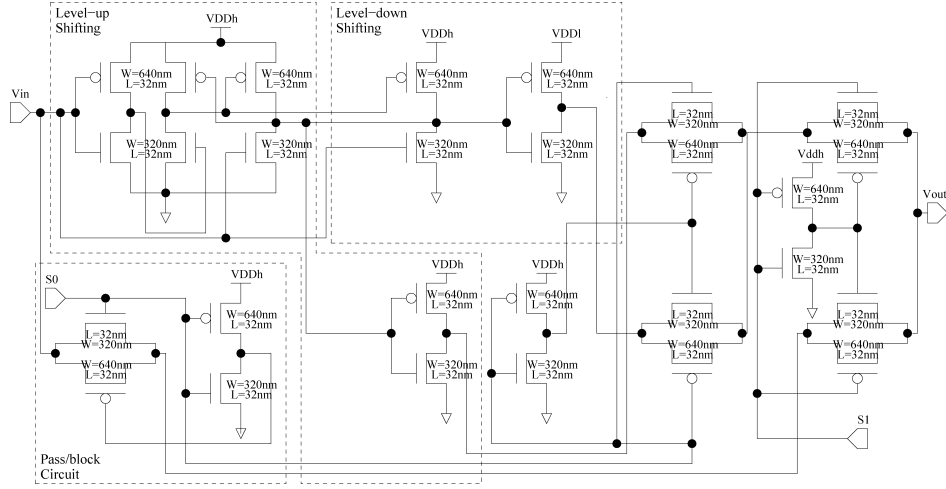 Level-up
Shifting
VDDh
Level-down
Shifting
VDDh
VDDl
W=640nm
L=32nm
W=640nm
L=32nm
W=640nm
L=32nm
W=640nm
L=32nm
Vin
L=32nm
W=320nm
W=640nm
L=32nm
L=32nm
W=320nm
W=640nm
L=32nm
W=320nm
L=32nm
W=320nm
L=32nm
W=320nm
L=32nm
W=320nm
L=32nm
Vddh
W=640nm
L=32nm
Vout
W=320nm
L=32nm
S0
VDDh
VDDh
VDDh
W=640nm
L=32nm
W=640nm
L=32nm
W=640nm
L=32nm
L=32nm
W=320nm
W=640nm
L=32nm
L=32nm
W=320nm
W=640nm
L=32nm
L=32nm
W=320nm
W=640nm
L=32nm
W=320nm
L=32nm
W=320nm
L=32nm
W=320nm
L=32nm
S1
Pass/block
Circuit